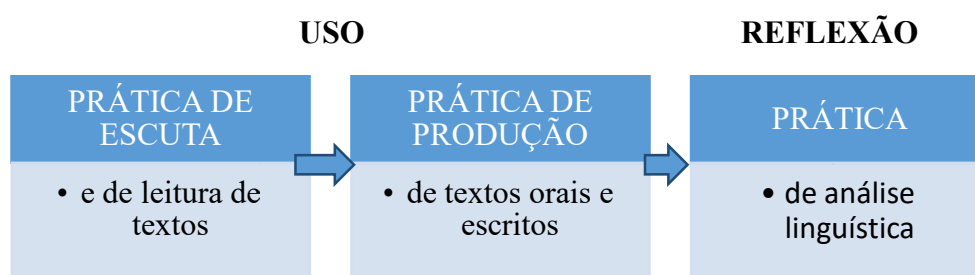 USO
REFLEXÃO
PRÁTICA DE
ESCUTA
• e de leitura de
textos
PRÁTICA DE
PRODUÇÃO
• de textos orais e
escritos
PRÁTICA
• de análise
linguística